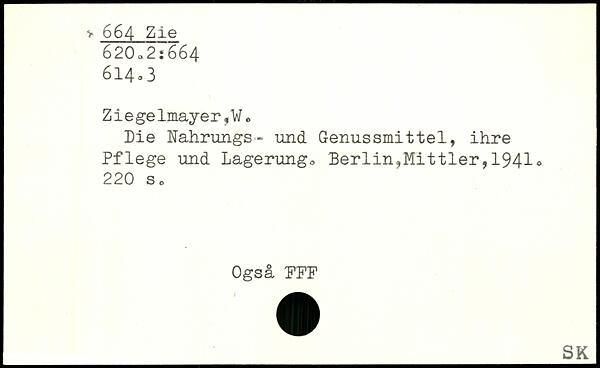 664 Zie
620.2:664
614.3
Ziegelmayer,W.
Die Nahrungs- und Genussmittel, ihre
Pflege und Lagerung. Berlin,Mittler,1941.
220 s.
Også FFF
SK